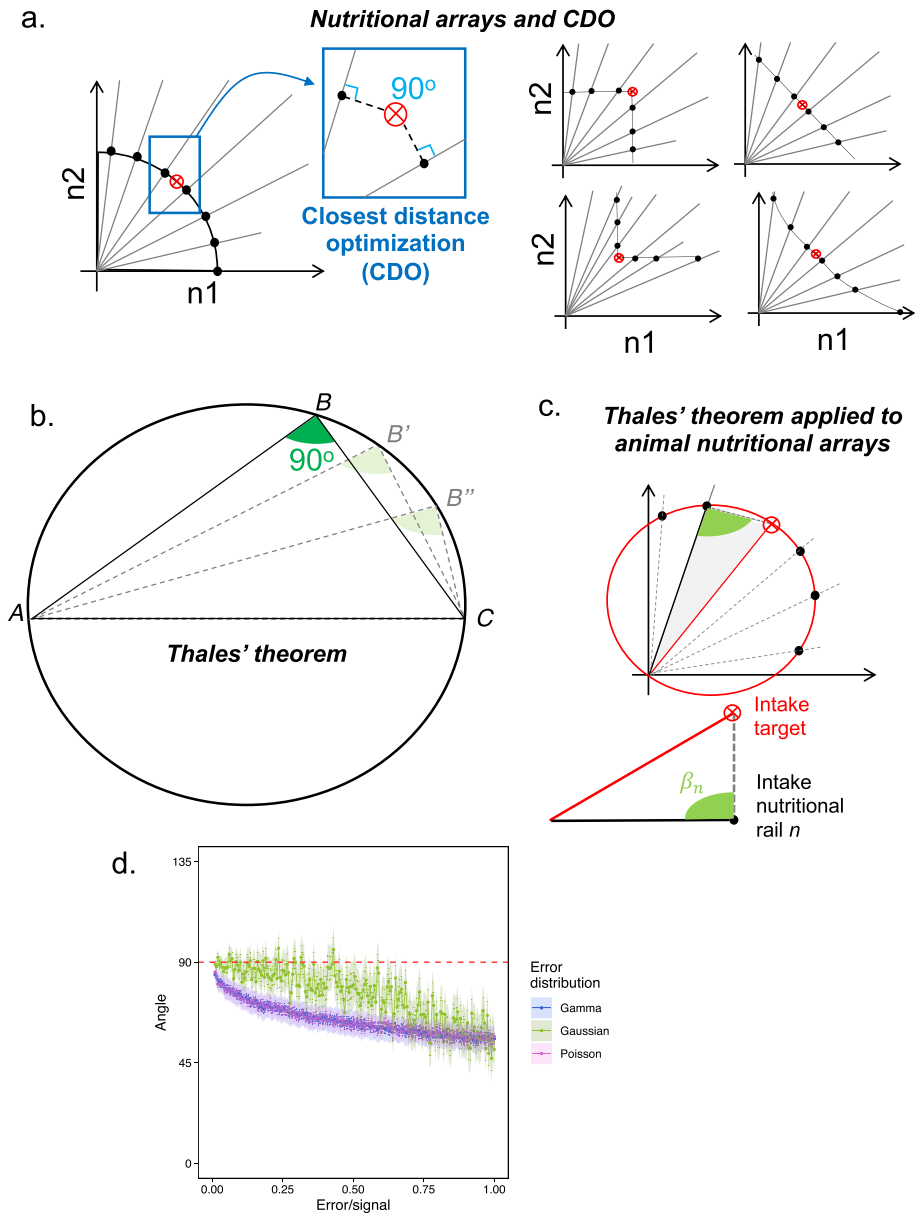 a.
Nutritional arrays and CDO
n2
n1
90o
Closest distance
optimization
(CDO)
n2
n2
n1
n1
b.
B
B'
B''
90o
A
C
Thales' theorem
c.
Thales' theorem applied to
animal nutritional arrays
Intake
target
βn
Intake
nutritional
rail n
d.
135
90
45
0
Angle
0.00
0.25
0.50
0.75
1.00
Error/signal
Error
distribution
Gamma
Gaussian
Poisson